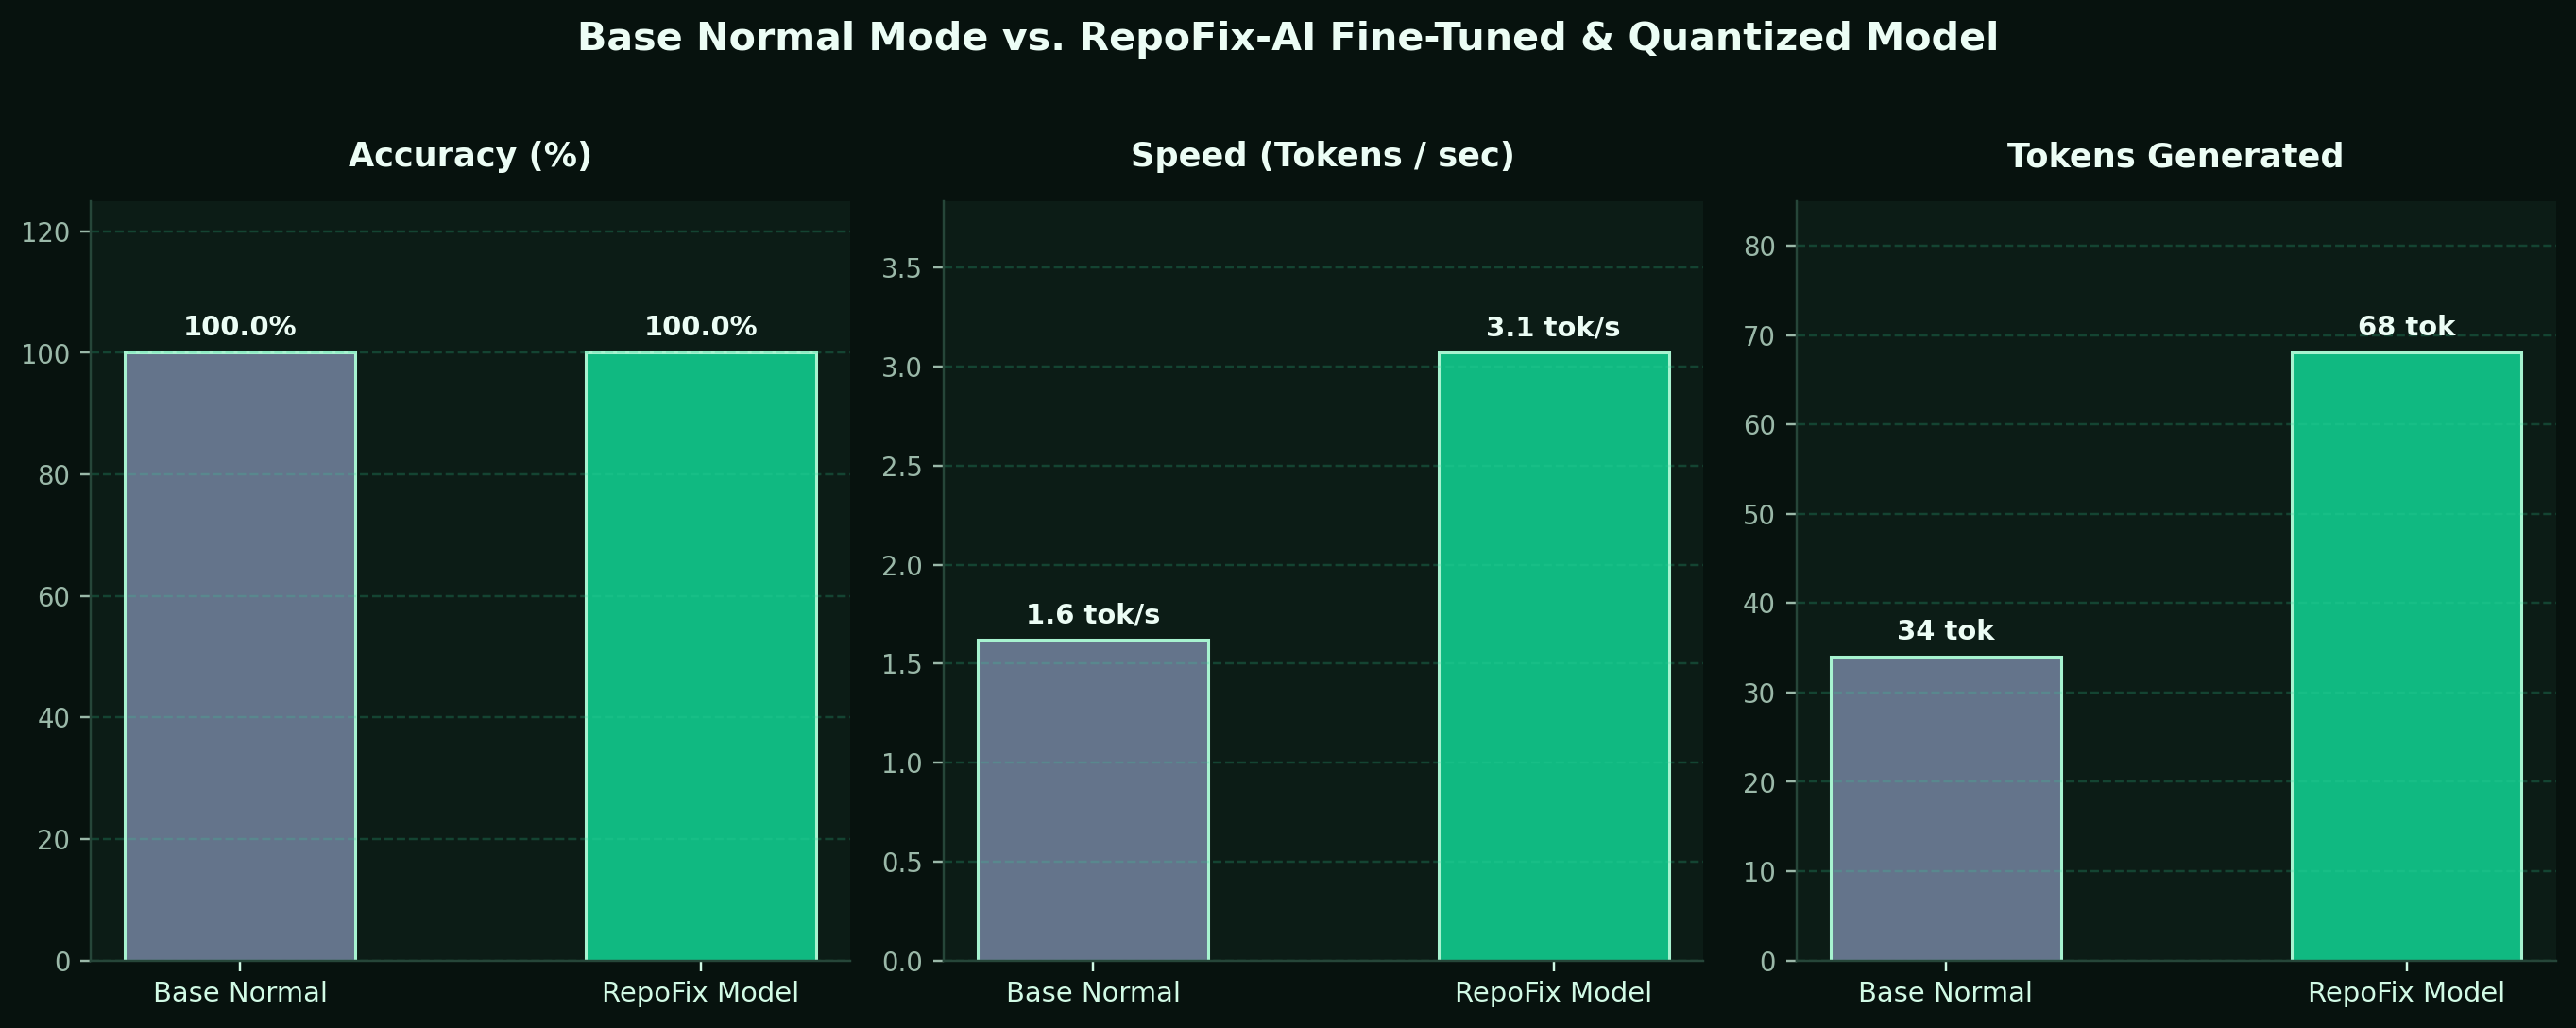 Base Normal Mode vs. RepoFix-AI Fine-Tuned & Quantized Model
Accuracy (%)
120
100
80
60
40
20
0
100.0%
100.0%
Base Normal
RepoFix Model
Speed (Tokens / sec)
3.5
3.0
2.5
2.0
1.5
1.0
0.5
0.0
1.6 tok/s
3.1 tok/s
Base Normal
RepoFix Model
Tokens Generated
80
70
60
50
40
30
20
10
0
34 tok
68 tok
Base Normal
RepoFix Model